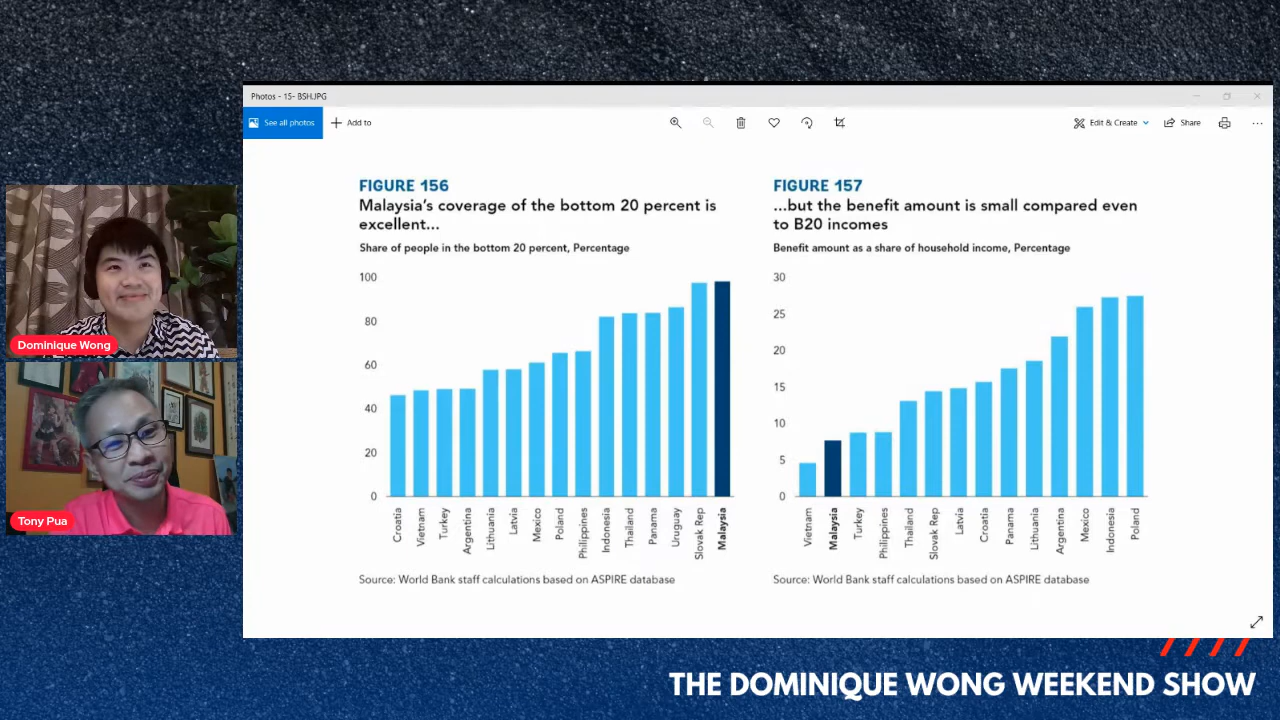 Photos - 15- BSH.JPG
See all photos
Add to
Edit & Create
Share
FIGURE 156
Malaysia's coverage of the bottom 20 percent is
excellent...
Share of people in the bottom 20 percent, Percentage
100
80
60
40
20
0
Croatia
Vietnam
Turkey
Argentina
Lithuania
Latvia
Mexico
Poland
Philippines
Indonesia
Thailand
Panama
Uruguay
Slovak Rep
Malaysia
Source: World Bank staff calculations based on ASPIRE database
FIGURE 157
...but the benefit amount is small compared even
to B20 incomes
Benefit amount as a share of household income, Percentage
30
25
20
15
10
5
0
Vietnam
Malaysia
Turkey
Philippines
Thailand
Slovak Rep
Latvia
Croatia
Panama
Lithuania
Argentina
Mexico
Indonesia
Poland
Source: World Bank staff calculations based on ASPIRE database
Dominique Wong
Tony Pua
THE DOMINIQUE WONG WEEKEND SHOW